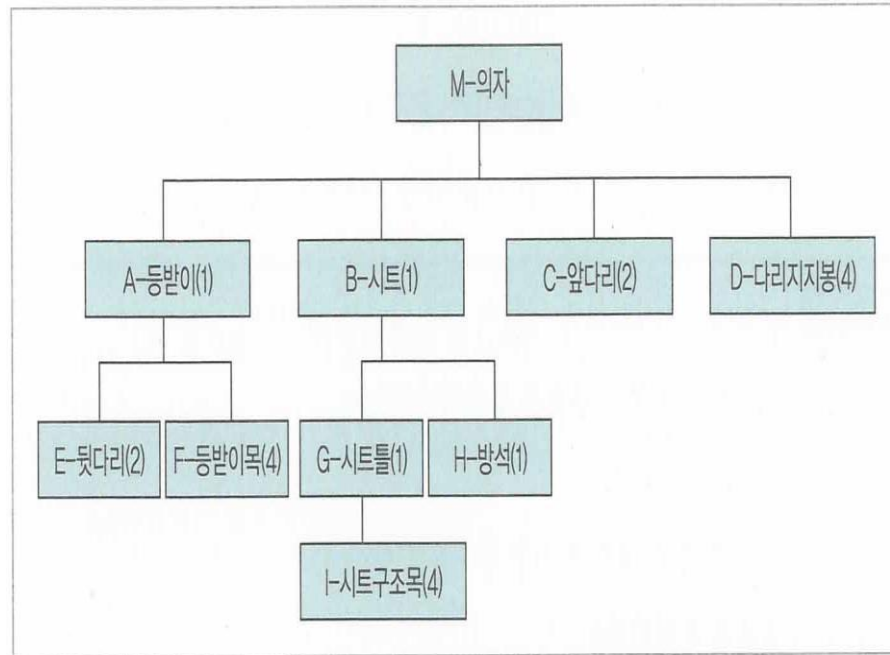 M-의자
A-등받이(1)
B-시트(1)
C-앞다리(2)
D-다리지지봉(4)
E-뒷다리(2)
F-등받이목(4)
G-시트틀(1)
H-방석(1)
I-시트구조목(4)